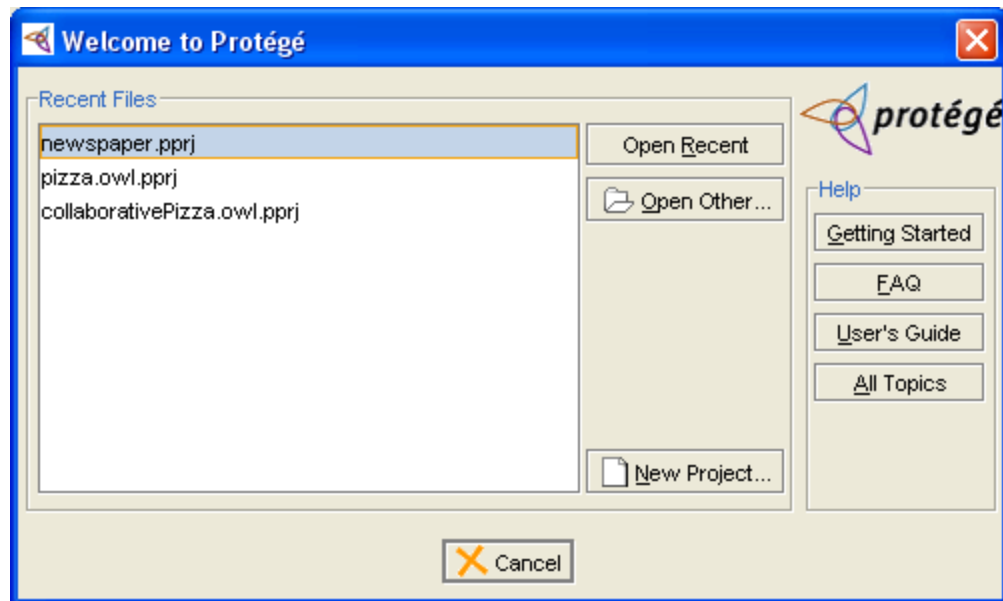 Welcome to Protégé
Recent Files
newspaper.pprj
pizza.owl.pprj
collaborativePizza.owl.pprj
Open Recent
Open Other...
New Project...
protégé
Help
Getting Started
FAQ
User's Guide
All Topics
Cancel